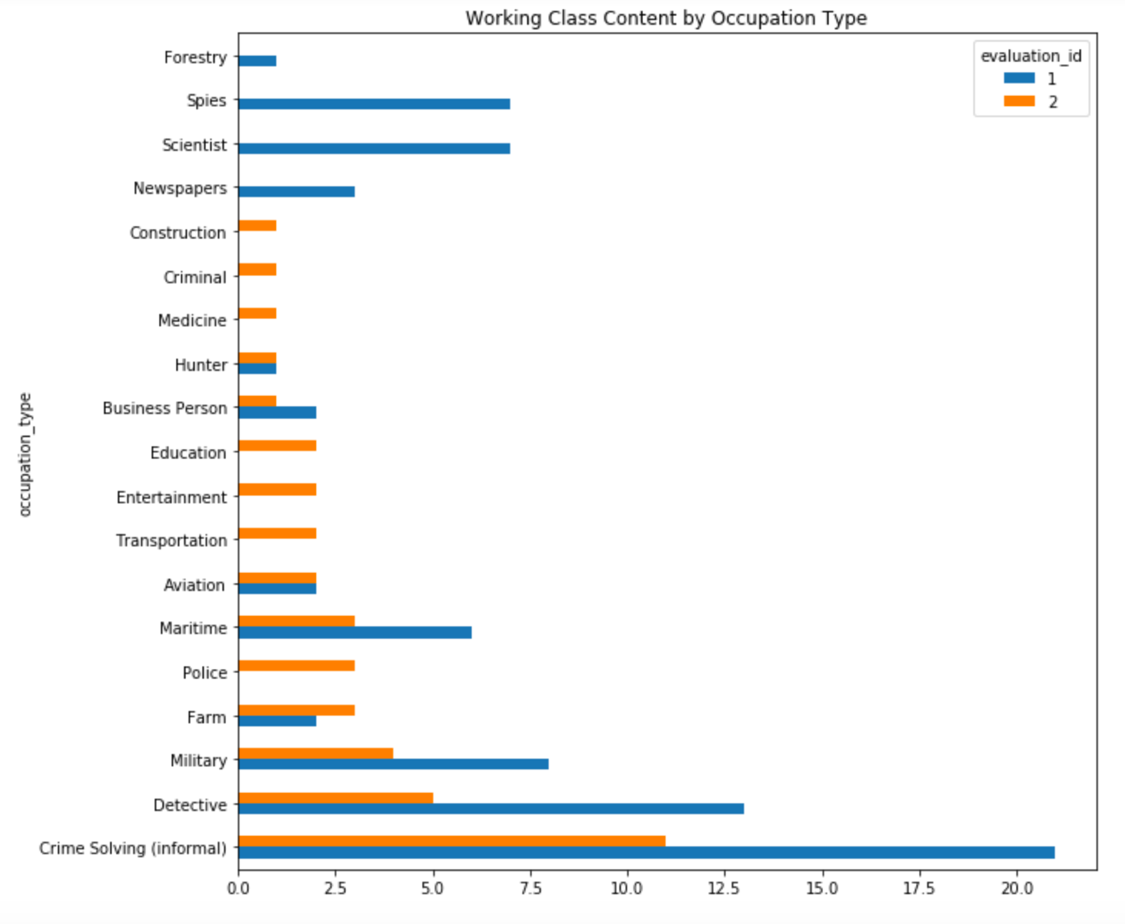 Working Class Content by Occupation Type
evaluation_id
1
2
Forestry
Spies
Scientist
Newspapers
Construction
Criminal
Medicine
Hunter
Business Person
Education
Entertainment
Transportation
Aviation
Maritime
Police
Farm
Military
Detective
Crime Solving (informal)
occupation_type
0.0 2.5 5.0 7.5 10.0 12.5 15.0 17.5 20.0